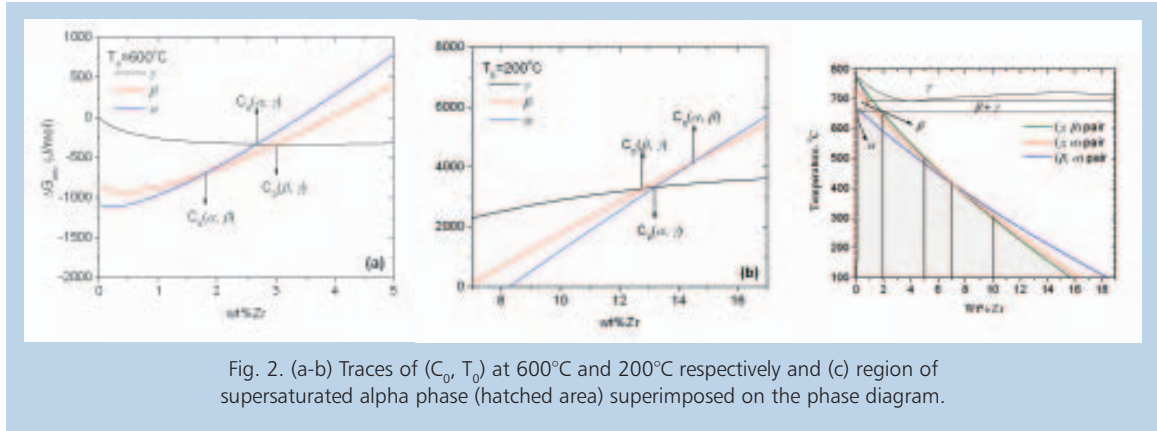 1000
500
0
-500
-1000
-1500
-2000
T₀=600°C
γ
β
α
C₀(α, γ)
C₀(β, γ)
C₀(α, β)
(a)
0 1 2 3 4 5
wt%Zr
8000
6000
4000
2000
0
T₀=200°C
γ
β
α
C₀(α, β)
C₀(β, γ)
C₀(α, γ)
(b)
8 10 12 14 16
wt%Zr
800
700
600
500
400
300
200
100
Temperature, °C
γ
β + γ
β
α
pair
pair
(β, α) pair
0 2 4 6 8 10 12 14 16 18
Wt%Zr
Fig. 2. (a-b) Traces of (C₀, T₀) at 600°C and 200°C respectively and (c) region of
supersaturated alpha phase (hatched area) superimposed on the phase diagram.